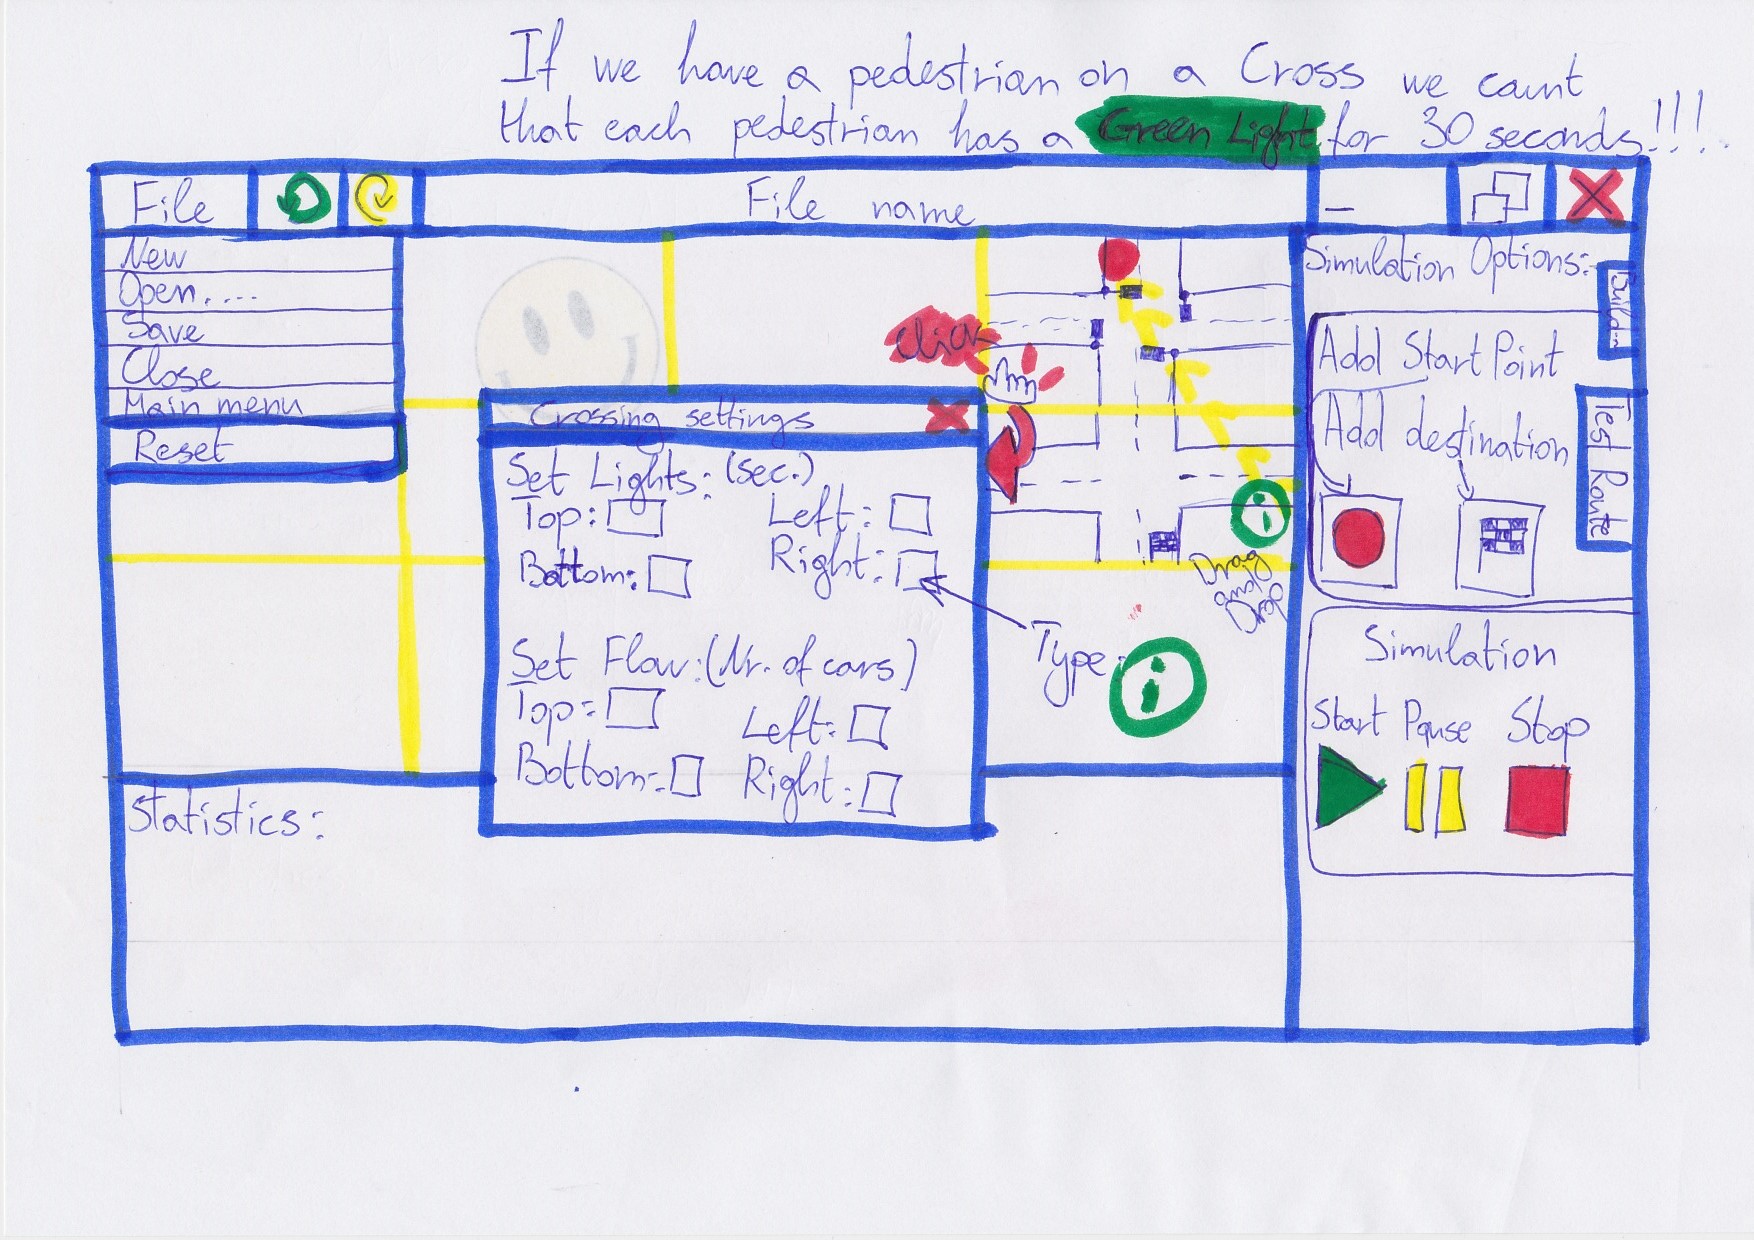 If we have a pedestrian on a Cross we count
that each pedestrian has a Green Light for 30 seconds!!!
File
File name
New
Open....
Save
Close
Main menu
Reset
Click
Crossing settings
Set Lights: (sec.)
Top:
Left:
Bottom:
Right:
Set Flow: (Nr. of cars)
Top:
Left:
Bottom:
Right:
Type:
i
i
Drag
and
Drop
Statistics:
Simulation Options:
Build
Test Route
Add Start Point
Add destination
Simulation
Start Pause Stop